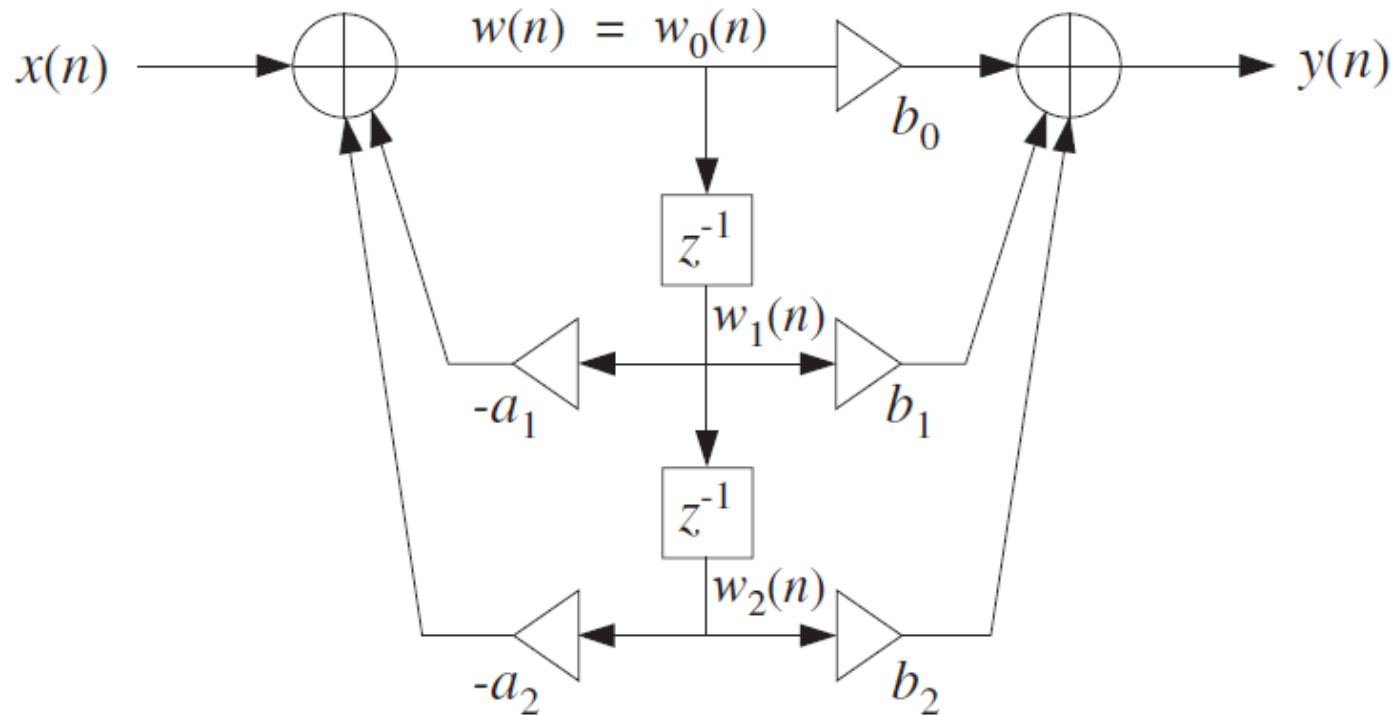 x(n) w(n) = w₀(n) y(n)
b₀
z⁻¹
w₁(n)
-a₁ b₁
z⁻¹
w₂(n)
-a₂ b₂